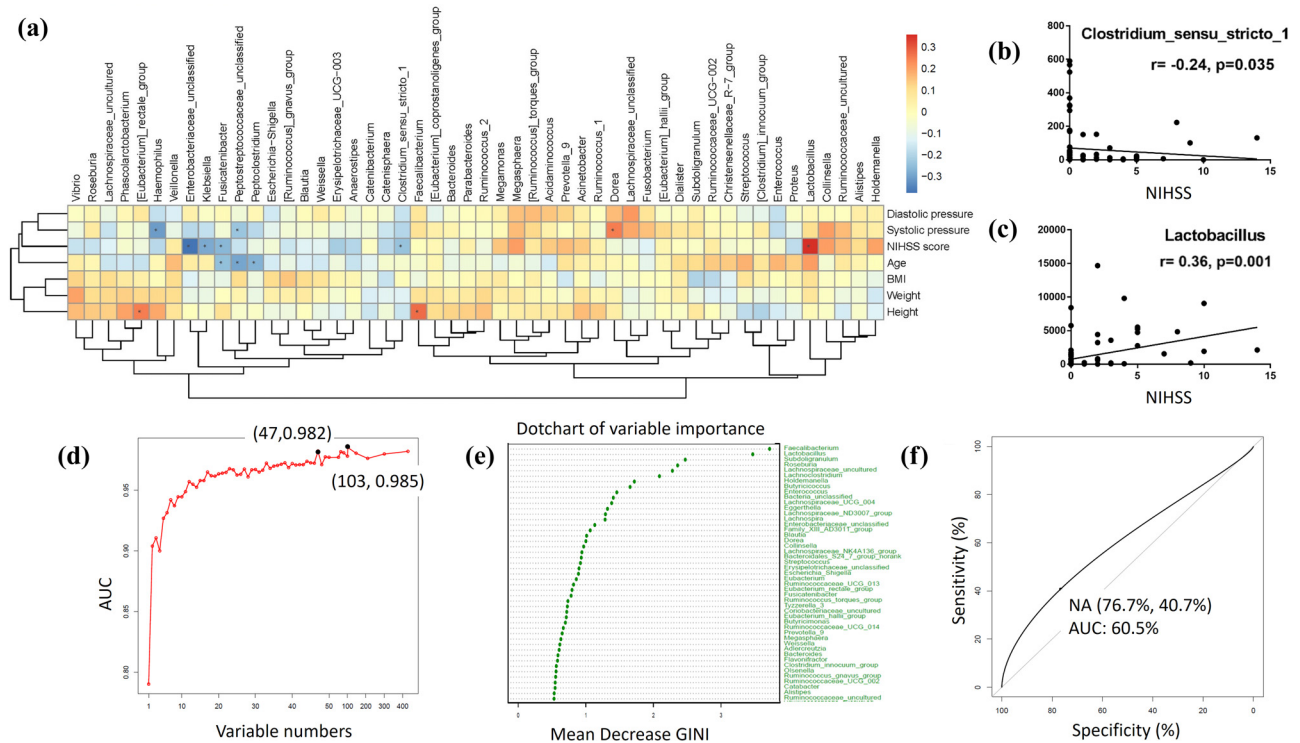 (a)
Vibrio
Roseburia
Lachnospiraceae_uncultured
Phascolarctobacterium
[Eubacterium]_rectale_group
Haemophilus
Veillonella
Enterobacteriaceae_unclassified
Klebsiella
Fusicatenibacter
Peptostreptococcaceae_unclassified
Peptoclostridium
Escherichia-Shigella
[Ruminococcus]_gnavus_group
Blautia
Weissella
Erysipelotrichaceae_UCG-003
Anaerostipes
Catenibacterium
Catenisphaera
Clostridium_sensu_stricto_1
Faecalibacterium
[Eubacterium]_coprostanoligenes_group
Bacteroides
Parabacteroides
Ruminococcus_2
Megamonas
Megasphaera
[Ruminococcus]_torques_group
Acidaminococcus
Prevotella_9
Acinetobacter
Ruminococcus_1
Dorea
Lachnospiraceae_unclassified
Fusobacterium
[Eubacterium]_hallii_group
Dialister
Subdoligranulum
Ruminococcaceae_UCG-002
Christensenellaceae_R-7_group
Streptococcus
[Clostridium]_innocuum_group
Enterococcus
Proteus
Lactobacillus
Collinsella
Ruminococcaceae_uncultured
Alistipes
Holdemanella
0.3
0.2
0.1
0
-0.1
-0.2
-0.3
Diastolic pressure
Systolic pressure
NIHSS score
Age
BMI
Weight
Height
(b)
Clostridium_sensu_stricto_1
r= -0.24, p=0.035
800
600
400
200
0
0 5 10 15
NIHSS
(c)
Lactobacillus
r= 0.36, p=0.001
20000
15000
10000
5000
0
0 5 10 15
NIHSS
(d)
(47,0.982)
(103, 0.985)
AUC
0.95
0.90
0.85
0.80
1 10 20 30 40 50 100 200 300 400
Variable numbers
(e)
Dotchart of variable importance
Faecalibacterium
Lactobacillus
Subdoligranulum
Roseburia
Lachnospiraceae_uncultured
Lachnoclostridium
Holdemanella
Butyricicoccus
Enterococcus
Bacteria_unclassified
Lachnospiraceae_UCG_004
Eggerthella
Lachnospiraceae_ND3007_group
Lachnospira
Enterobacteriaceae_unclassified
Family_XIII_AD3011_group
Blautia
Dorea
Collinsella
Lachnospiraceae_NK4A136_group
Bacteroidales_S24_7_group_norank
Streptococcus
Erysipelotrichaceae_unclassified
Escherichia_Shigella
Eubacterium
Ruminococcaceae_UCG_013
Eubacterium_rectale_group
Fusicatenibacter
Ruminococcus_torques_group
Tyzzerella_3
Coriobacteriaceae_uncultured
Eubacterium_hallii_group
Butyricimonas
Ruminococcaceae_UCG_014
Prevotella_9
Megasphaera
Weissella
Adlercreutzia
Bacteroides
Flavonifractor
Clostridium_innocuum_group
Olsenella
Ruminococcus_gnavus_group
Ruminococcaceae_UCG_002
Catabacter
Alistipes
Ruminococcaceae_uncultured
0 1 2 3
Mean Decrease GINI
(f)
Sensitivity (%)
100
80
60
40
20
0
NA (76.7%, 40.7%)
AUC: 60.5%
100 80 60 40 20 0
Specificity (%)